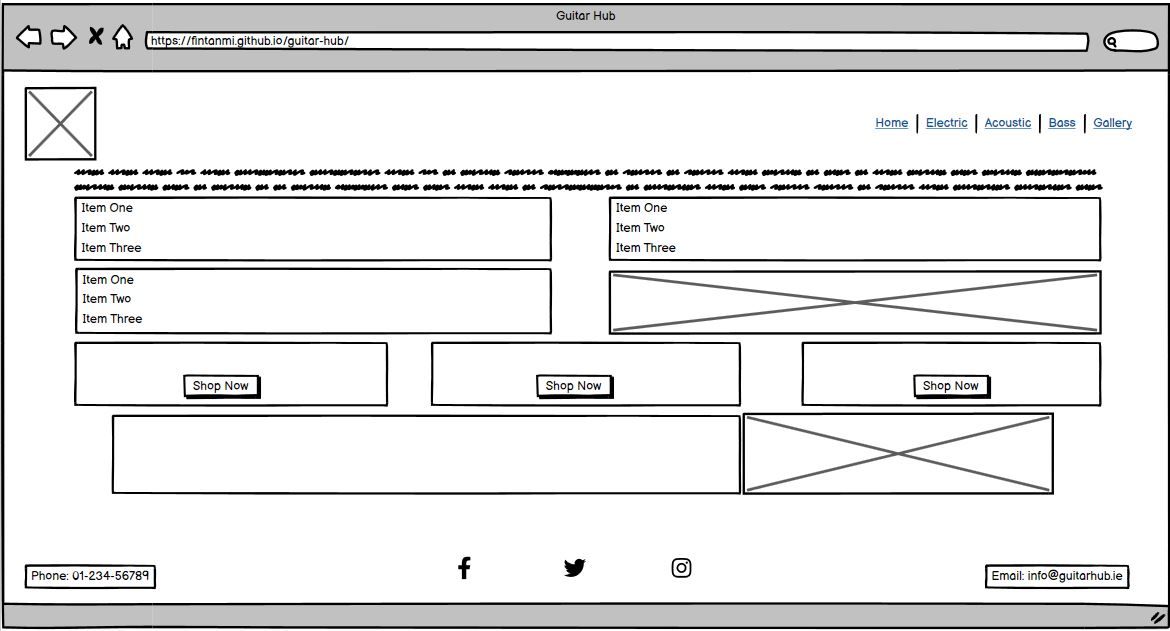 Guitar Hub
https://fintanmi.github.io/guitar-hub/
Home Electric Acoustic Bass Gallery
Item One
Item Two
Item Three
Item One
Item Two
Item Three
Item One
Item Two
Item Three
Shop Now
Shop Now
Shop Now
Phone: 01-234-56789
Email: info@guitarhub.ie